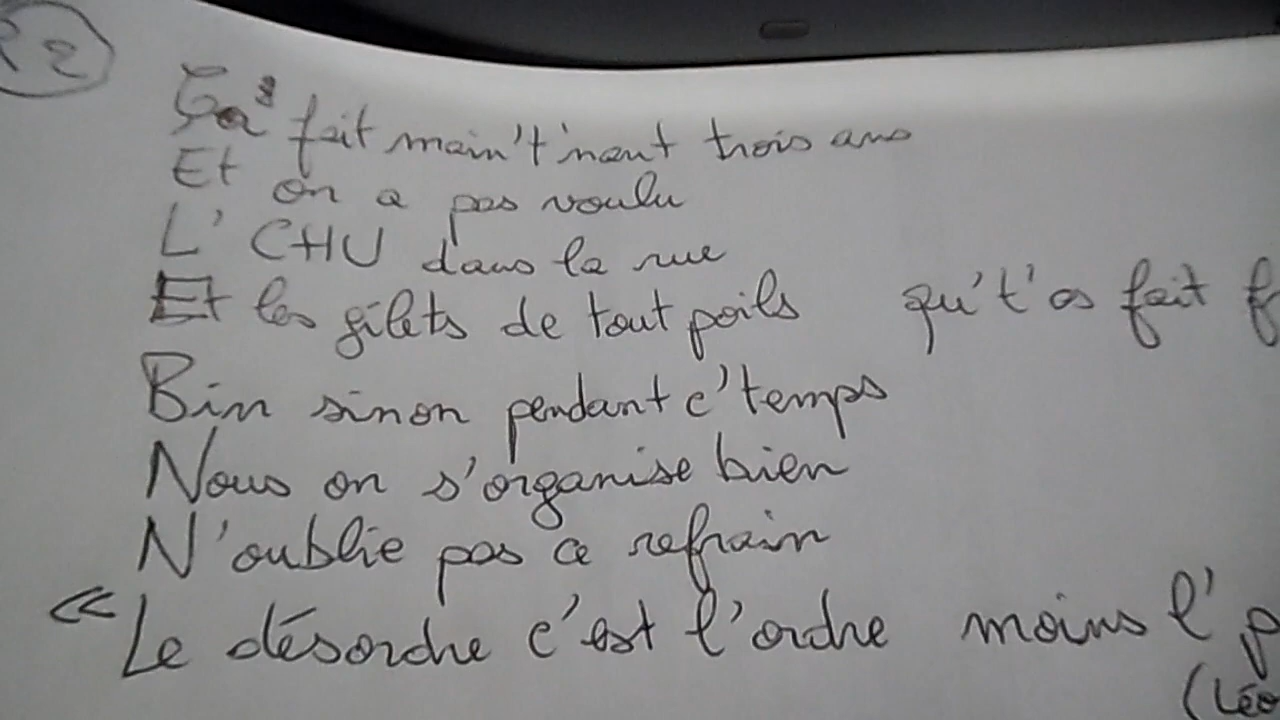 R2
Ça fait main't'nant trois ans
Et on a pas voulu
L' CHU dans la rue
Et les gilets de tout poils qu't'as fait
Bin sinon pendant c'temps
Nous on s'organise bien
N'oublie pas ce refrain
« Le désordre c'est l'ordre moins l'
(Léo